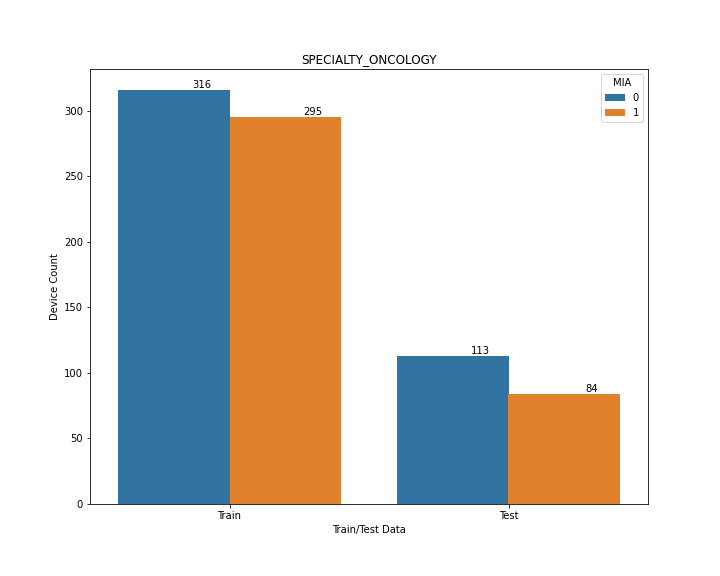 SPECIALTY_ONCOLOGY
MIA
0
1
316
295
113
84
300
250
200
150
100
50
0
Device Count
Train
Test
Train/Test Data